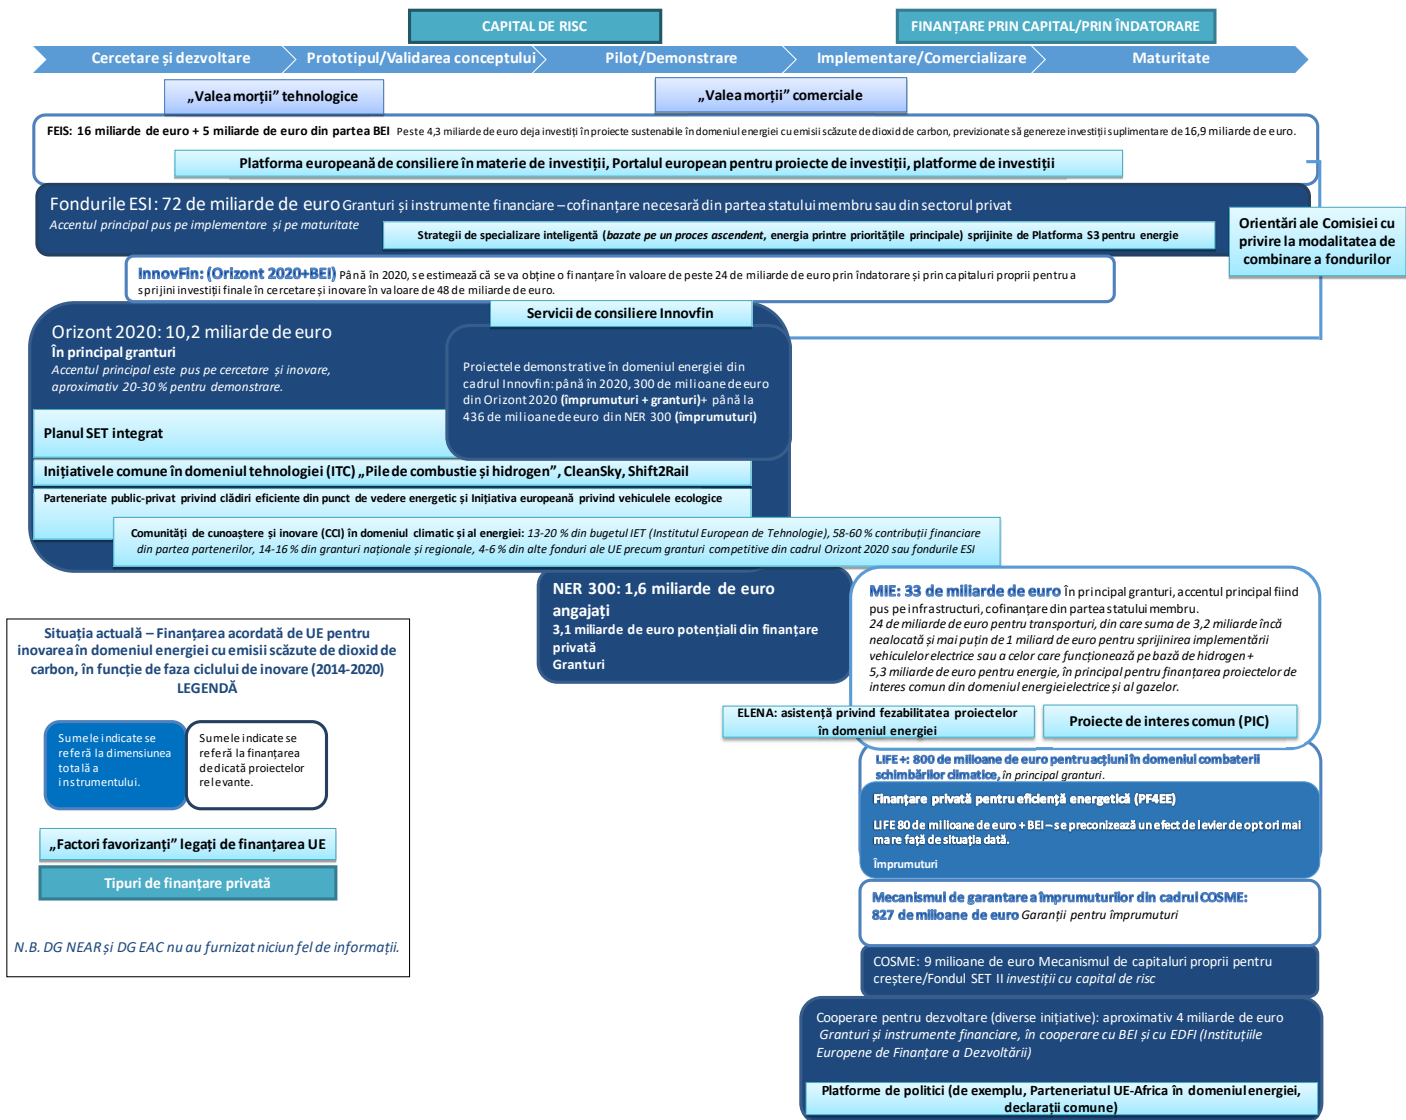 CAPITAL DE RISC
FINANȚARE PRIN CAPITAL/PRIN ÎNDATORARE
Cercetare și dezvoltare
Prototipul/Validarea conceptului
Pilot/Demonstrare
Implementare/Comercializare
Maturitate
„Valea morții” tehnologice
„Valea morții” comerciale
FEIS: 16 miliarde de euro + 5 miliarde de euro din partea BEI Peste 4,3 miliarde de euro deja investiți în proiecte sustenabile în domeniul energiei cu emisii scăzute de dioxid de carbon, previzionate să genereze investiții suplimentare de 16,9 miliarde de euro.
Platforma europeană de consiliere în materie de investiții, Portalul european pentru proiecte de investiții, platforme de investiții
Fondurile ESI: 72 de miliarde de euro Granturi și instrumente financiare – cofinanțare necesară din partea statului membru sau din sectorul privat
Accentul principal pus pe implementare și pe maturitate
Strategii de specializare inteligentă (bazate pe un proces ascendent, energia printre prioritățile principale) sprijinite de Platforma S3 pentru energie
Orientări ale Comisiei cu
privire la modalitatea de
combinare a fondurilor
InnovFin: (Orizont 2020+BEI) Până în 2020, se estimează că se va obține o finanțare în valoare de peste 24 de miliarde de euro prin îndatorare și prin capitaluri proprii pentru a
sprijini investiții finale în cercetare și inovare în valoare de 48 de miliarde de euro.
Servicii de consiliere Innovfin
Orizont 2020: 10,2 miliarde de euro
În principal granturi
Accentul principal este pus pe cercetare și inovare,
aproximativ 20-30 % pentru demonstrare.
Proiectele demonstrative în domeniul energiei din
cadrul Innovfin: până în 2020, 300 de milioane de euro
din Orizont 2020 (împrumuturi + granturi)+ până la
436 de milioane de euro din NER 300 (împrumuturi)
Planul SET integrat
Inițiativele comune în domeniul tehnologiei (ITC) „Pile de combustie și hidrogen”, CleanSky, Shift2Rail
Parteneriate public-privat privind clădiri eficiente din punct de vedere energetic și Inițiativa europeană privind vehiculele ecologice
Comunități de cunoaștere și inovare (CCI) în domeniul climatic și al energiei: 13-20 % din bugetul IET (Institutul European de Tehnologie), 58-60 % contribuții financiare
din partea partenerilor, 14-16 % din granturi naționale și regionale, 4-6 % din alte fonduri ale UE precum granturi competitive din cadrul Orizont 2020 sau fondurile ESI
NER 300: 1,6 miliarde de euro
angajați
3,1 miliarde de euro potențiali din finanțare
privată
Granturi
MIE: 33 de miliarde de euro În principal granturi, accentul principal fiind
pus pe infrastructuri, cofinanțare din partea statului membru.
24 de miliarde de euro pentru transporturi, din care suma de 3,2 miliarde încă
nealocată și mai puțin de 1 miliard de euro pentru sprijinirea implementării
vehiculelor electrice sau a celor care funcționează pe bază de hidrogen +
5,3 miliarde de euro pentru energie, în principal pentru finanțarea proiectelor de
interes comun din domeniul energiei electrice și al gazelor.
ELENA: asistență privind fezabilitatea proiectelor
în domeniul energiei
Proiecte de interes comun (PIC)
LIFE +: 800 de milioane de euro pentru acțiuni în domeniul combaterii
schimbărilor climatice, în principal granturi.
Finanțare privată pentru eficiență energetică (PF4EE)
LIFE 80 de milioane de euro + BEI – se preconizează un efect de levier de opt ori mai
mare față de situația dată.
Împrumuturi
Mecanismul de garantare a împrumuturilor din cadrul COSME:
827 de milioane de euro Garanții pentru împrumuturi
COSME: 9 milioane de euro Mecanismul de capitaluri proprii pentru
creștere/Fondul SET II investiții cu capital de risc
Cooperare pentru dezvoltare (diverse inițiative): aproximativ 4 miliarde de euro
Granturi și instrumente financiare, în cooperare cu BEI și cu EDFI (Instituțiile
Europene de Finanțare a Dezvoltării)
Platforme de politici (de exemplu, Parteneriatul UE-Africa în domeniul energiei,
declarații comune)
Situația actuală – Finanțarea acordată de UE pentru
inovarea în domeniul energiei cu emisii scăzute de dioxid de
carbon, în funcție de faza ciclului de inovare (2014-2020)
LEGENDĂ
Sumele indicate se
referă la dimensiunea
totală a
instrumentului.
Sumele indicate se
referă la finanțarea
dedicată proiectelor
relevante.
„Factori favorizanți” legați de finanțarea UE
Tipuri de finanțare privată
N.B. DG NEAR și DG EAC nu au furnizat niciun fel de informații.